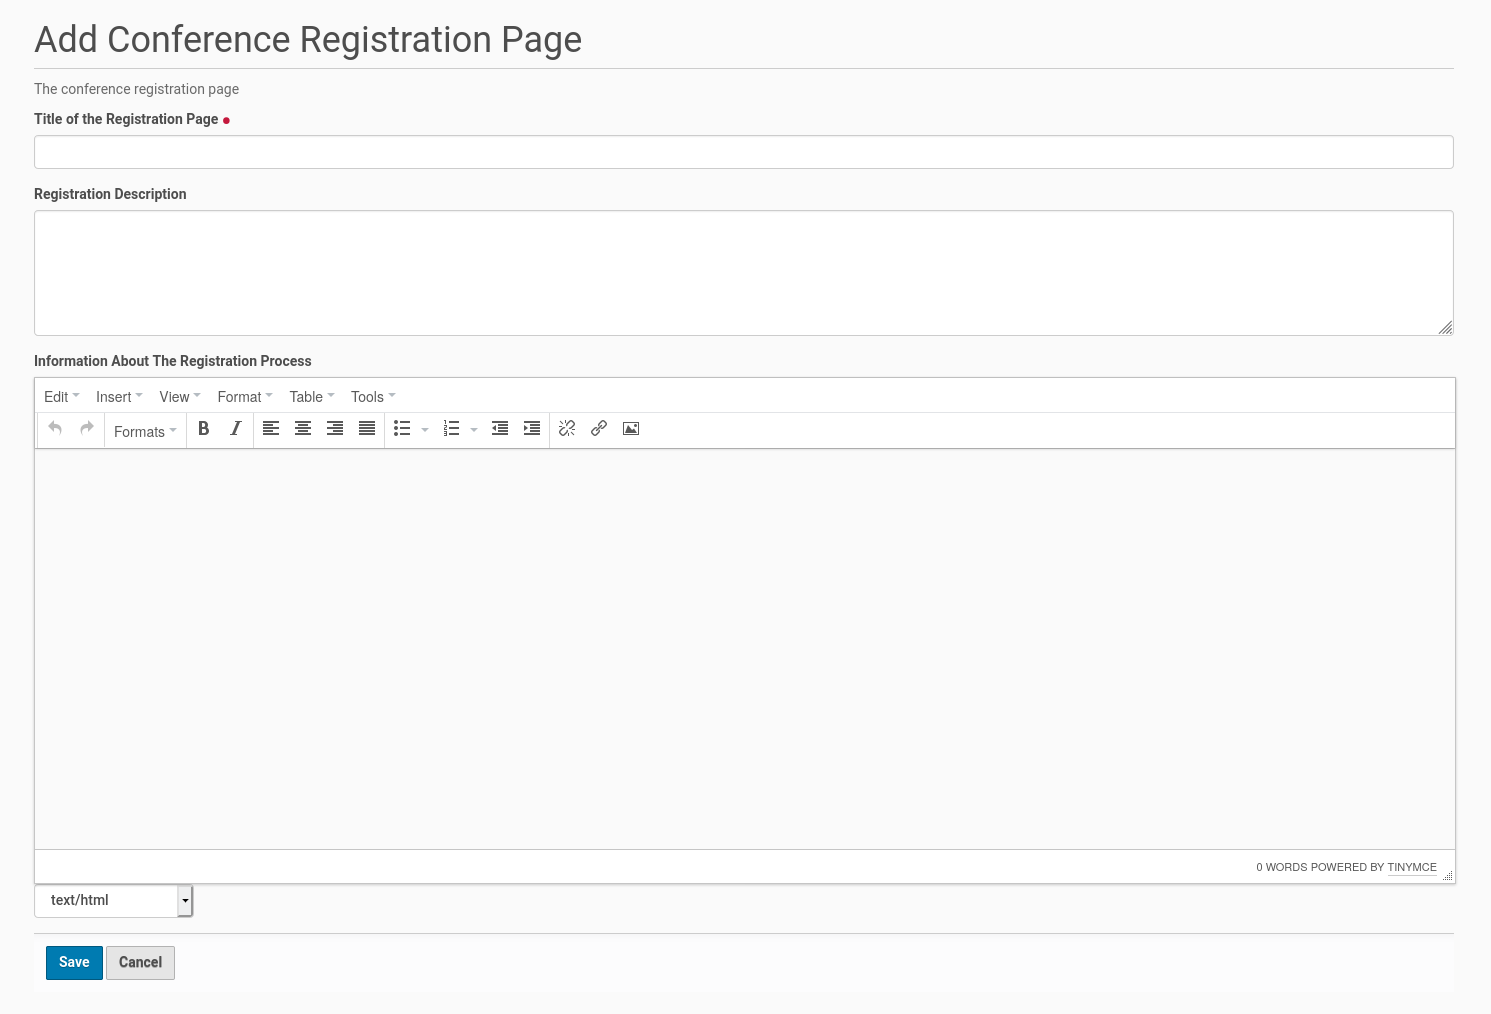 Add Conference Registration Page
The conference registration page
Title of the Registration Page
Registration Description
Information About The Registration Process
Edit Insert View Format Table Tools
Formats B I
0 WORDS POWERED BY TINYMCE
text/html
Save Cancel